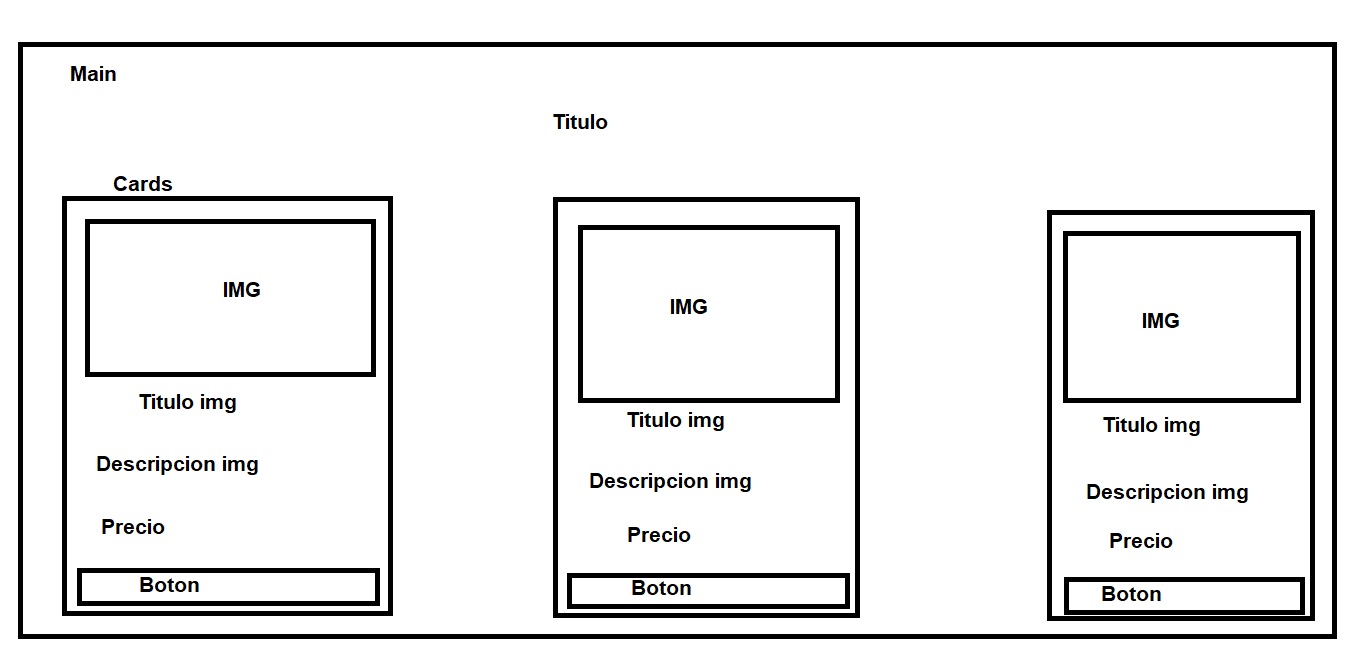 Main
Titulo
Cards
IMG
Titulo img
Descripcion img
Precio
Boton
IMG
Titulo img
Descripcion img
Precio
Boton
IMG
Titulo img
Descripcion img
Precio
Boton